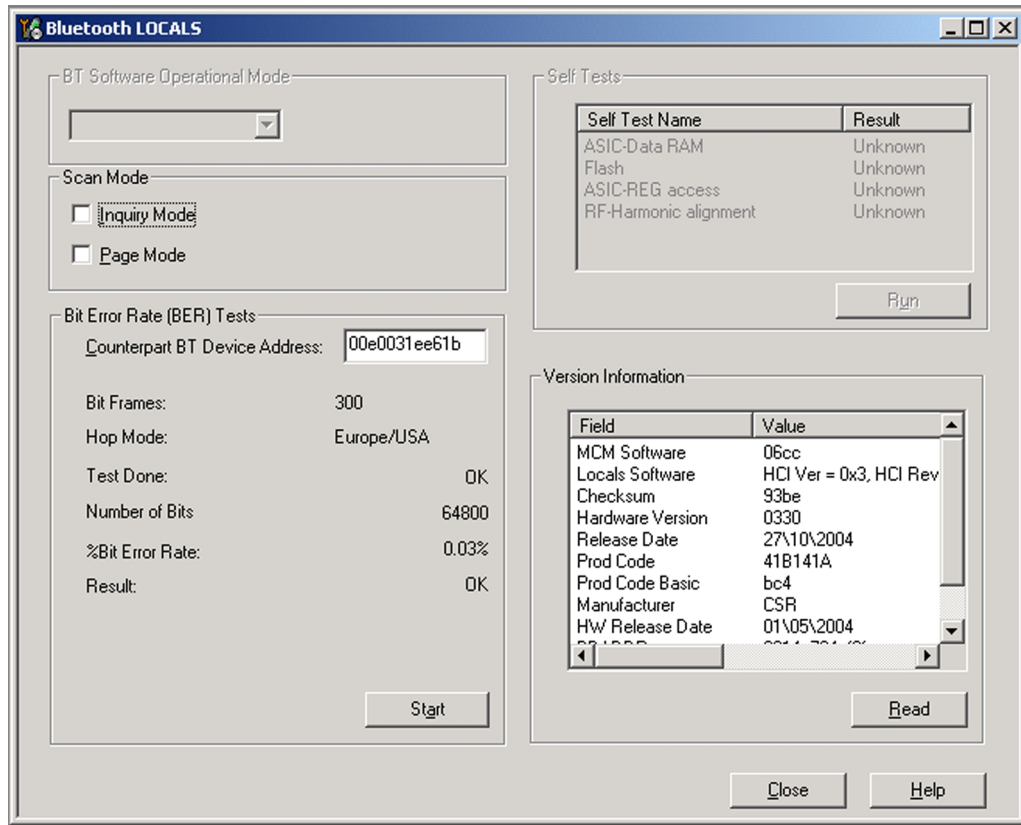 Bluetooth LOCALS
BT Software Operational Mode
Scan Mode
Inquiry Mode
Page Mode
Bit Error Rate (BER) Tests
Counterpart BT Device Address: 00e0031ee61b
Bit Frames: 300
Hop Mode: Europe/USA
Test Done: OK
Number of Bits 64800
%Bit Error Rate: 0.03%
Result: OK
Start
Self Tests
Self Test Name Result
ASIC-Data RAM Unknown
Flash Unknown
ASIC-REG access Unknown
RF-Harmonic alignment Unknown
Run
Version Information
Field Value
MCM Software 06cc
Locals Software HCI Ver = 0x3, HCI Rev
Checksum 93be
Hardware Version 0330
Release Date 27\10\2004
Prod Code 41B141A
Prod Code Basic bc4
Manufacturer CSR
HW Release Date 01\05\2004
Read
Close Help